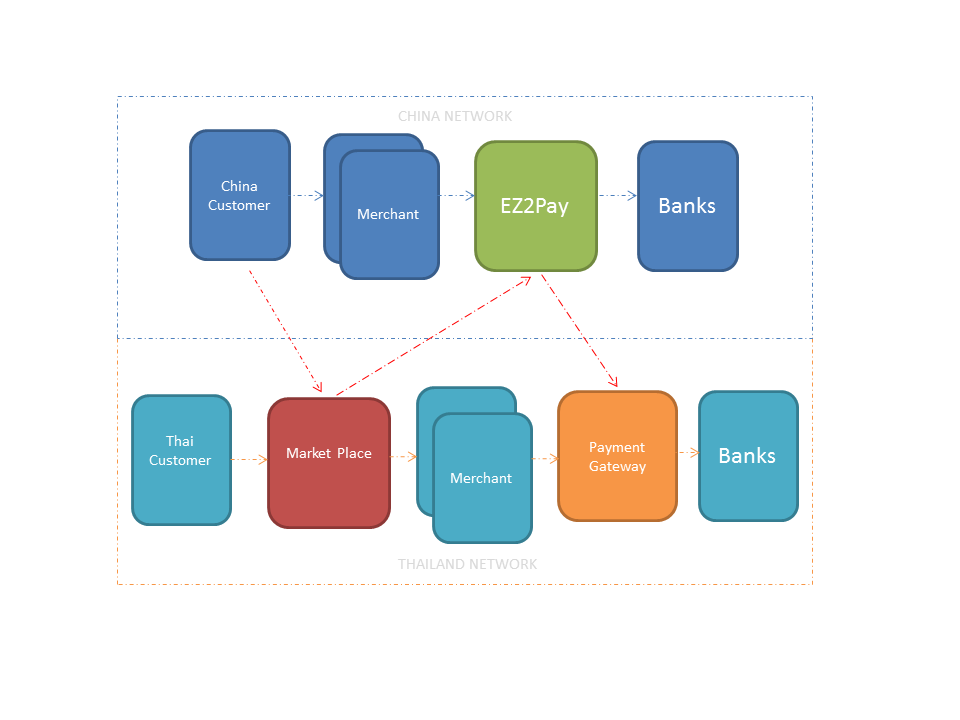 CHINA NETWORK
China
Customer
Merchant
EZ2Pay
Banks
Thai
Customer
Market Place
Merchant
Payment
Gateway
Banks
THAILAND NETWORK